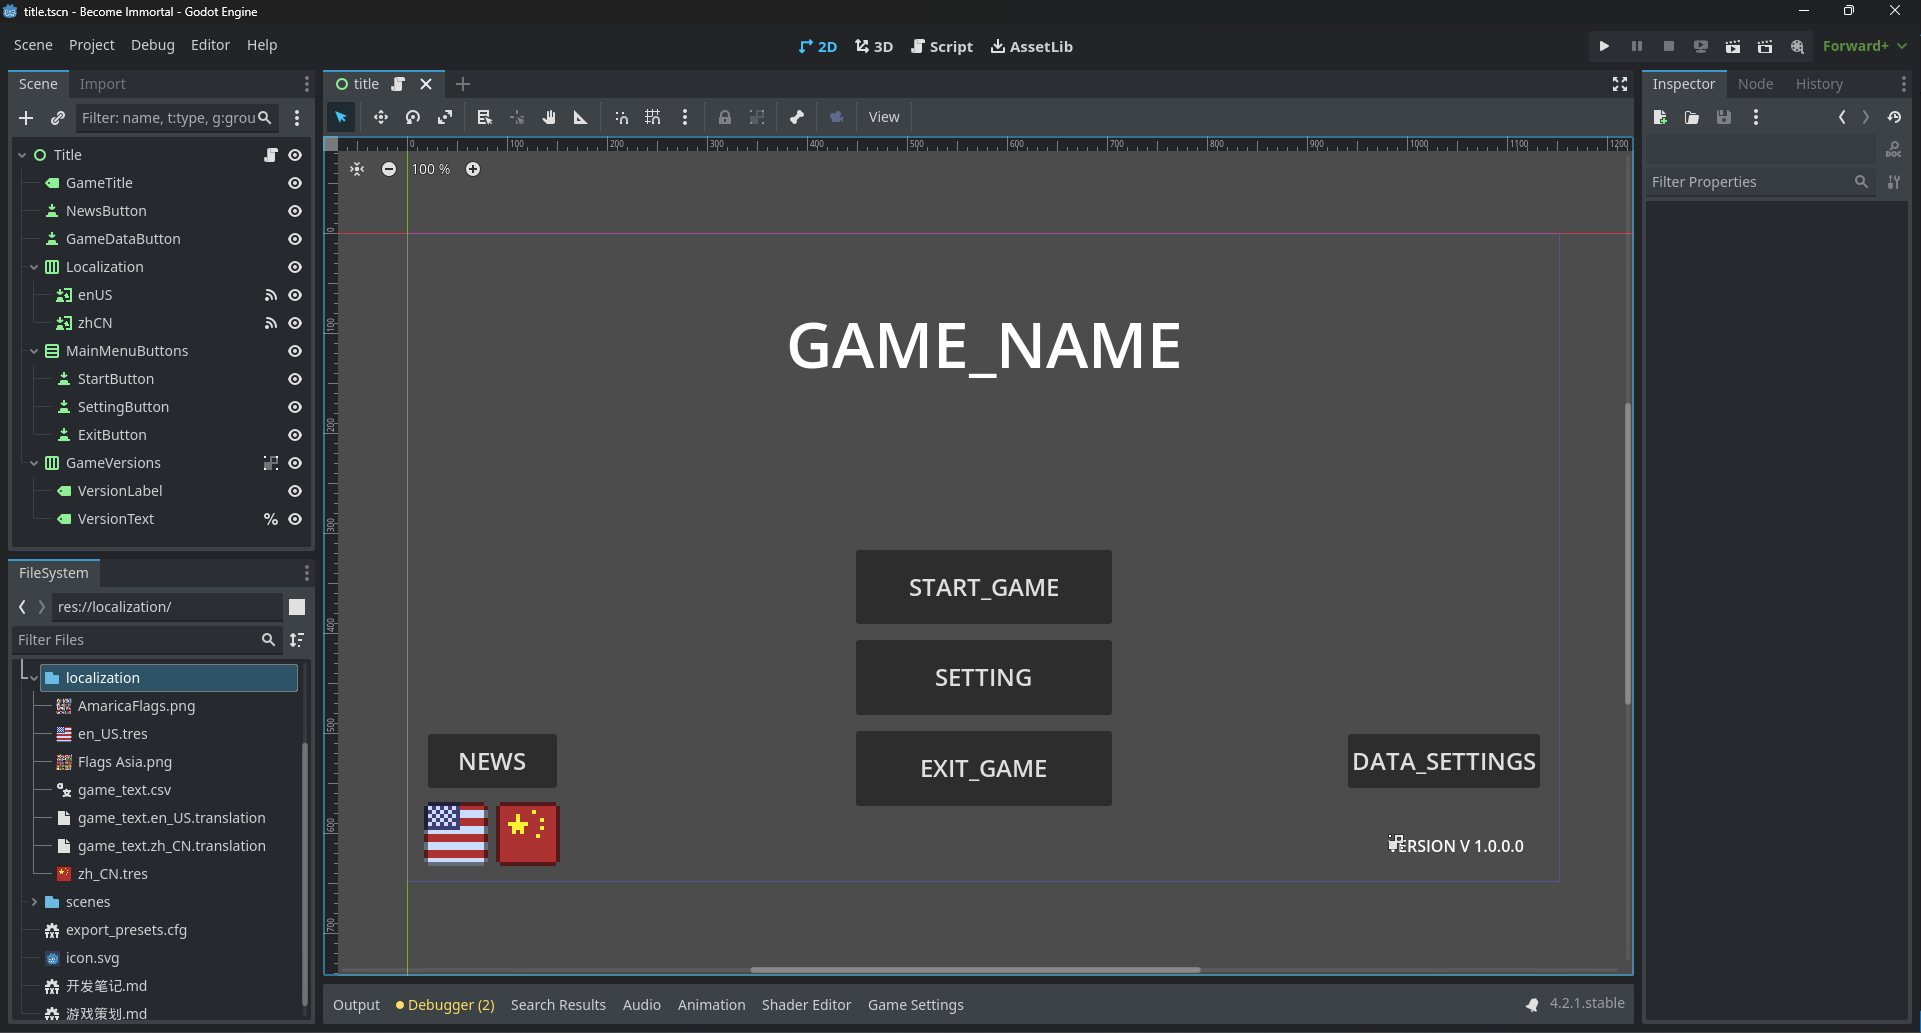 title.tscn - Become Immortal - Godot Engine
Scene Project Debug Editor Help
2D 3D Script AssetLib
Forward+
Scene Import
title
Inspector Node History
Filter: name, t:type, g:grou
View
Title
GameTitle
NewsButton
GameDataButton
Localization
enUS
zhCN
MainMenuButtons
StartButton
SettingButton
ExitButton
GameVersions
VersionLabel
VersionText
%
FileSystem
res://localization/
Filter Files
localization
AmaricaFlags.png
en_US.tres
Flags Asia.png
game_text.csv
game_text.en_US.translation
game_text.zh_CN.translation
zh_CN.tres
scenes
export_presets.cfg
icon.svg
开发笔记.md
游戏策划.md
0 100 200 300 400 500 600 700 800 900 1000 1100 1200
100 %
0
100
200
300
400
500
600
700
GAME_NAME
START_GAME
SETTING
EXIT_GAME
NEWS
DATA_SETTINGS
ERSION V 1.0.0.0
Output Debugger (2) Search Results Audio Animation Shader Editor Game Settings
4.2.1.stable
DOC
Filter Properties